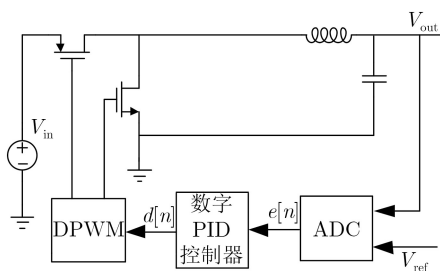 V_out
V_in
DPWM
d[n]
数字
PID
控制器
e[n]
ADC
V_ref